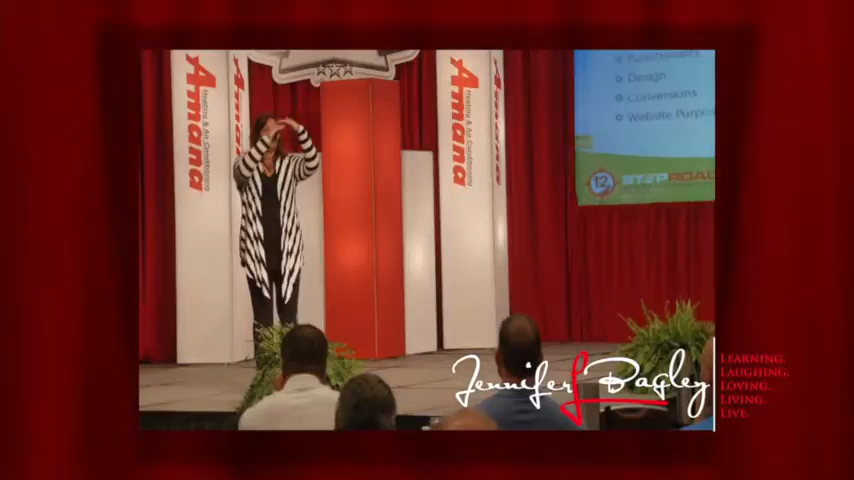 Amana
Heating & Air Conditioning
Amana
Amana
Heating & Air Conditioning
Amana
Design
Conversions
Website Purpo
12 STEP ROAD
Jennifer L Bagley
LEARNING.
LAUGHING.
LOVING.
LIVING.
LIVE.